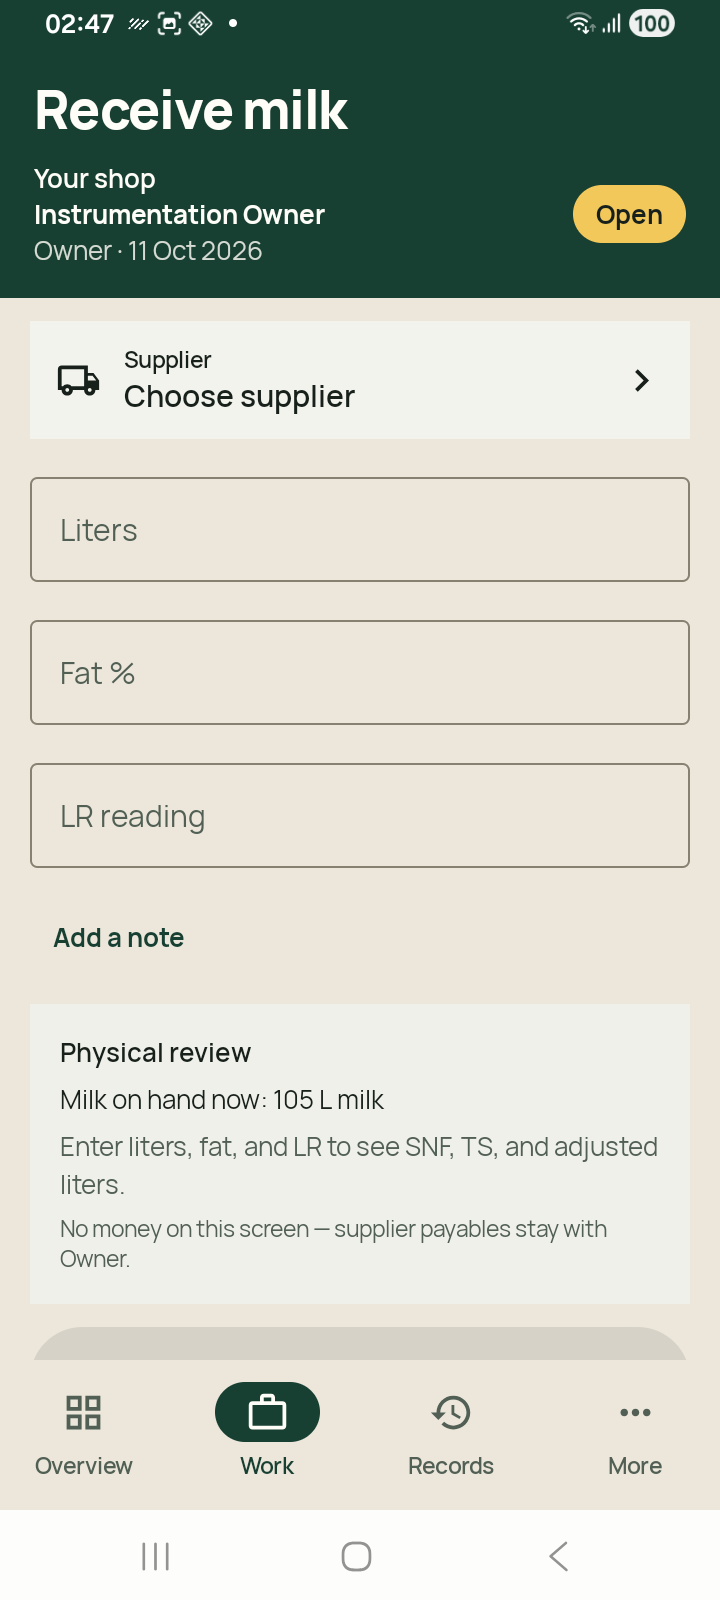 02:47
100
Receive milk
Your shop
Instrumentation Owner
Open
Owner · 11 Oct 2026
Supplier
Choose supplier
Liters
Fat %
LR reading
Add a note
Physical review
Milk on hand now: 105 L milk
Enter liters, fat, and LR to see SNF, TS, and adjusted
liters.
No money on this screen — supplier payables stay with
Owner.
Overview
Work
Records
More